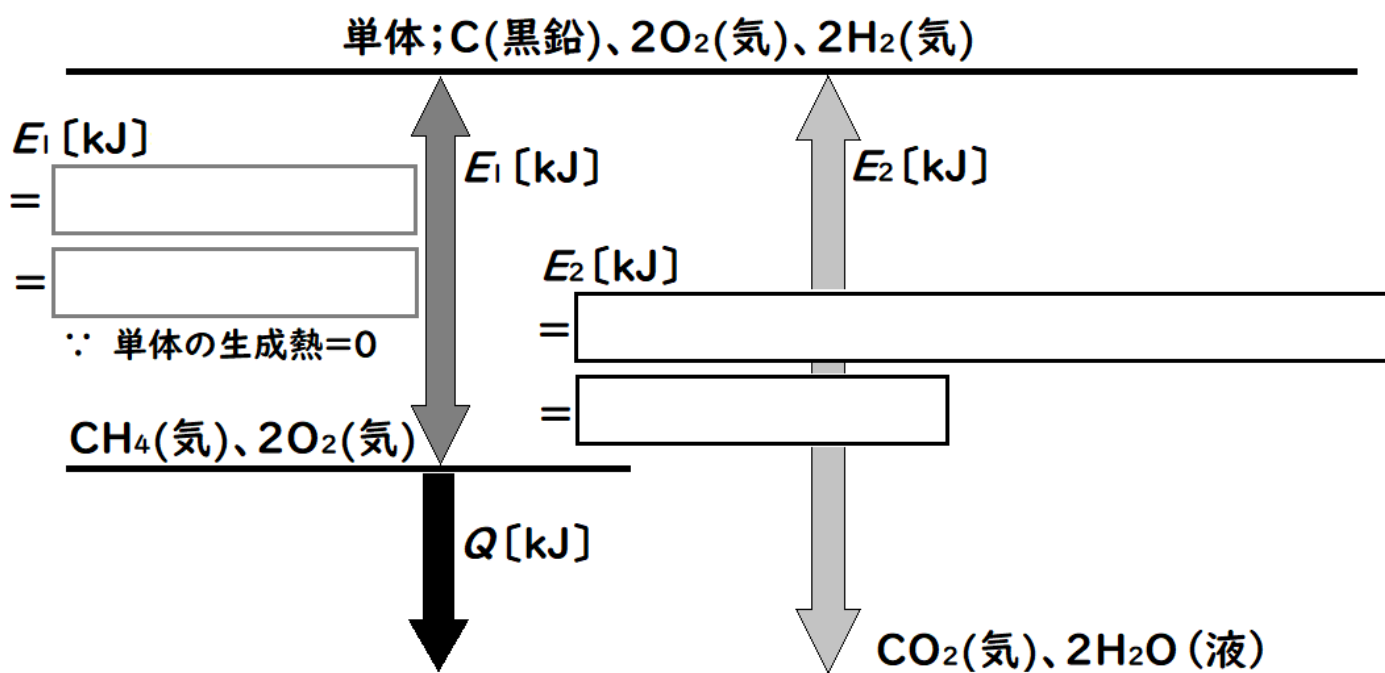 単体;C(黒鉛)、2O₂(気)、2H₂(気)
E₁〔kJ〕
=
=
∵ 単体の生成熱=0
E₁〔kJ〕
E₂〔kJ〕
E₂〔kJ〕
=
=
CH₄(気)、2O₂(気)
Q〔kJ〕
CO₂(気)、2H₂O(液)